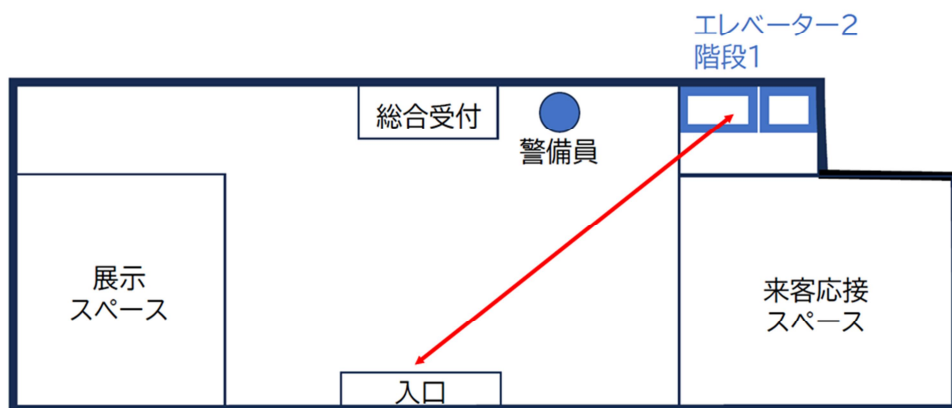 エレベーター2
階段1
総合受付
警備員
展示
スペース
来客応接
スペース
入口